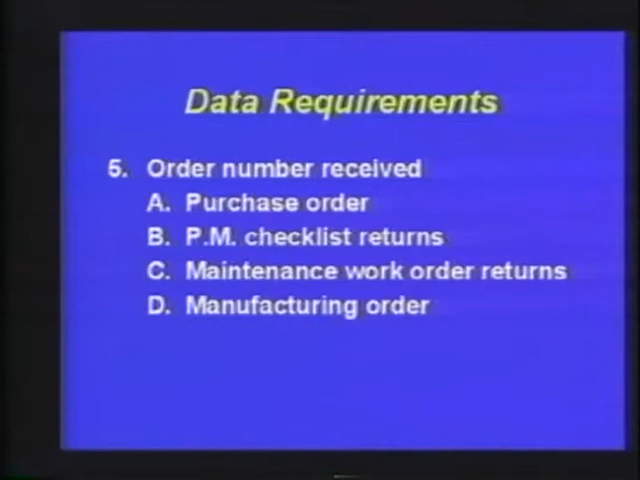 Data Requirements
5. Order number received
A. Purchase order
B. P.M. checklist returns
C. Maintenance work order returns
D. Manufacturing order